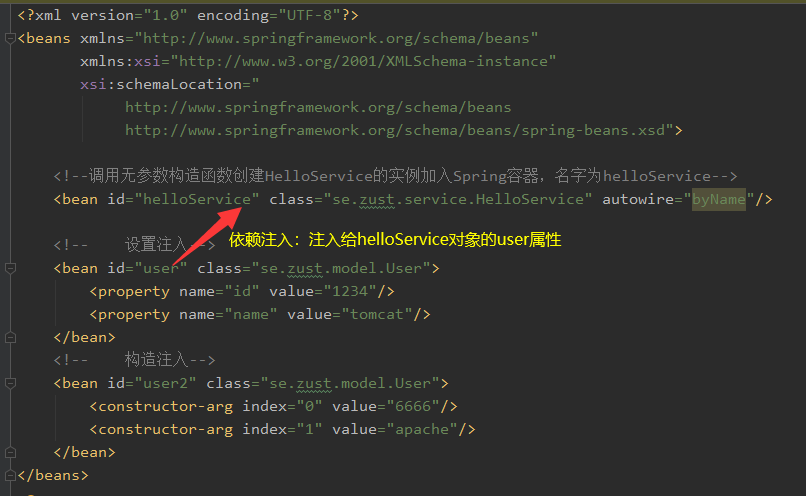 <?xml version="1.0" encoding="UTF-8"?>
<beans xmlns="http://www.springframework.org/schema/beans"
       xmlns:xsi="http://www.w3.org/2001/XMLSchema-instance"
       xsi:schemaLocation="
            http://www.springframework.org/schema/beans
            http://www.springframework.org/schema/beans/spring-beans.xsd">
    <!--调用无参数构造函数创建HelloService的实例加入Spring容器，名字为helloService-->
    <bean id="helloService" class="se.zust.service.HelloService" autowire="byName"/>
依赖注入：注入给helloService对象的user属性
    <!--    设置注入-->
    <bean id="user" class="se.zust.model.User">
        <property name="id" value="1234"/>
        <property name="name" value="tomcat"/>
    </bean>
    <!--    构造注入-->
    <bean id="user2" class="se.zust.model.User">
        <constructor-arg index="0" value="6666"/>
        <constructor-arg index="1" value="apache"/>
    </bean>
</beans>